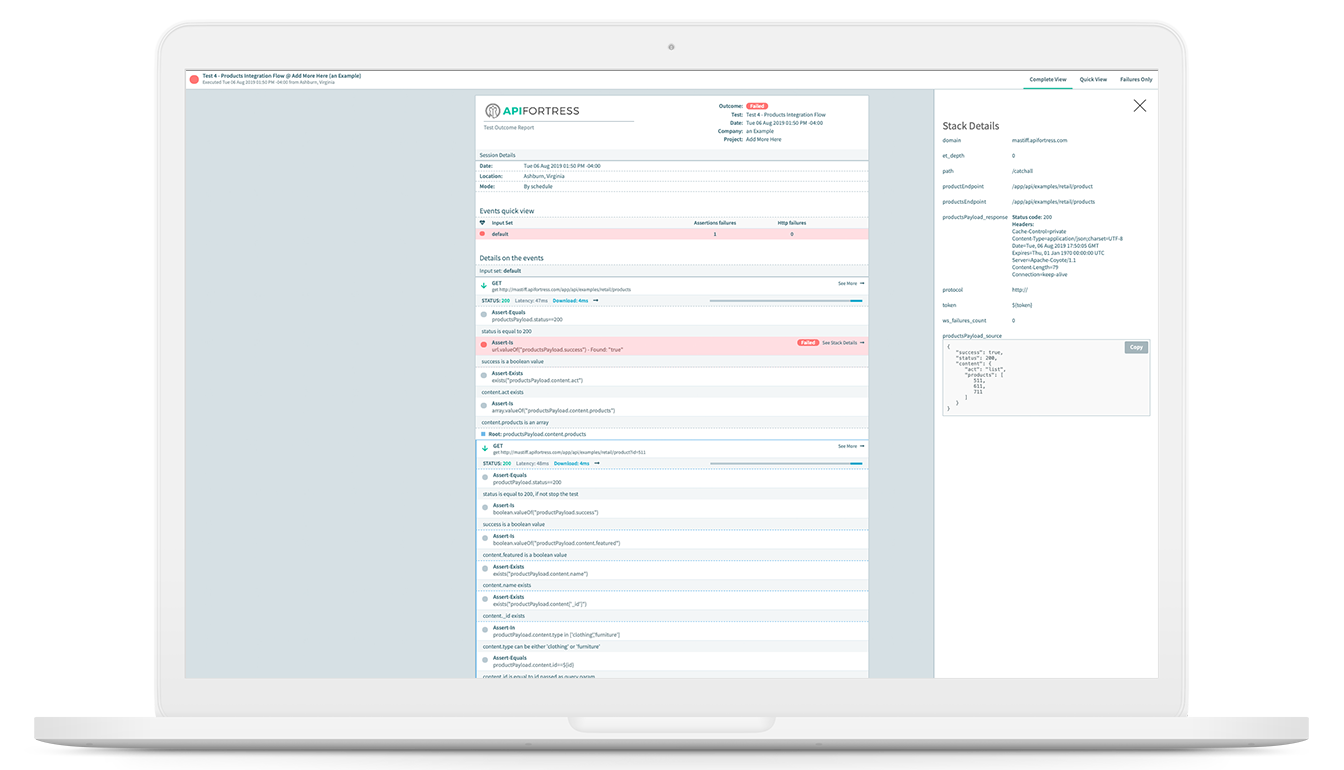 Test 4 - Products Integration Flow @ Add More Here (an Example)
Executed Tue 06 Aug 2019 01:50 PM -04:00 from Ashburn, Virginia
Complete View
Quick View
Failures Only
APIFORTRESS
Test Outcome Report
Outcome: Failed
Test: Test 4 - Products Integration Flow
Date: Tue 06 Aug 2019 01:50 PM -04:00
Company: an Example
Project: Add More Here
Session Details
Date: Tue 06 Aug 2019 01:50 PM -04:00
Location: Ashburn, Virginia
Mode: By schedule
Events quick view
Input Set Assertions failures Http failures
default 1 0
Details on the events
Input set: default
GET See More
get http://mastiff.apifortress.com/app/api/examples/retail/products
STATUS: 200 Latency: 47ms Download: 4ms
Assert-Equals
productsPayload.status==200
status is equal to 200
Assert-Is Failed See Stack Details
url.valueOf("productsPayload.success") - Found: "true"
success is a boolean value
Assert-Exists
exists("productsPayload.content.act")
content.act exists
Assert-Is
array.valueOf("productsPayload.content.products")
content.products is an array
Root: productsPayload.content.products
GET See More
get http://mastiff.apifortress.com/app/api/examples/retail/product?id=511
STATUS: 200 Latency: 48ms Download: 4ms
Assert-Equals
productPayload.status==200
status is equal to 200, if not stop the test
Assert-Is
boolean.valueOf("productPayload.success")
success is a boolean value
Assert-Is
boolean.valueOf("productPayload.content.featured")
content.featured is a boolean value
Assert-Exists
exists("productPayload.content.name")
content.name exists
Assert-Exists
exists("productPayload.content["_id"]")
content._id exists
Assert-In
productPayload.content.type in ['clothing','furniture']
content.type can be either 'clothing' or 'furniture'
Assert-Equals
productPayload.content.id==${id}
content.id is equal to id passed as query param
Stack Details
domain mastiff.apifortress.com
et_depth 0
path /catchall
productEndpoint /app/api/examples/retail/product
productsEndpoint /app/api/examples/retail/products
productsPayload_response Status code: 200
Headers:
Cache-Control=private
Content-Type=application/json;charset=UTF-8
Date=Tue, 06 Aug 2019 17:50:05 GMT
Expires=Thu, 01 Jan 1970 00:00:00 UTC
Server=Apache-Coyote/1.1
Content-Length=79
Connection=keep-alive
protocol http://
token ${token}
ws_failures_count 0
productsPayload_source
Copy
{
"success": true,
"status": 200,
"content": {
"act": "list",
"products": [
511,
611,
711
]
}
}